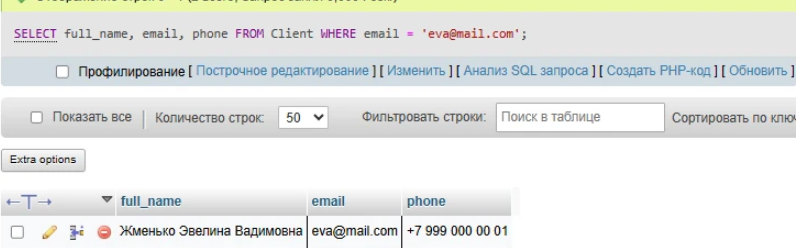 SELECT full_name, email, phone FROM Client WHERE email = 'eva@mail.com';
Профилирование [ Построчное редактирование ] [ Изменить ] [ Анализ SQL запроса ] [ Создать PHP-код ] [ Обновить ]
Показать все Количество строк: 50 Фильтровать строки: Поиск в таблице Сортировать по
Extra options
full_name email phone
Жменько Эвелина Вадимовна eva@mail.com +7 999 000 00 01